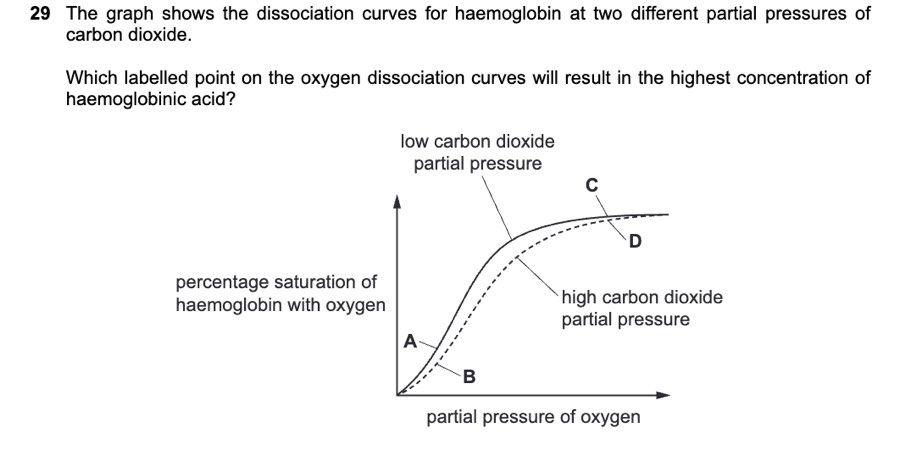 29 The graph shows the dissociation curves for haemoglobin at two different partial pressures of
carbon dioxide.
Which labelled point on the oxygen dissociation curves will result in the highest concentration of
haemoglobinic acid?
low carbon dioxide
partial pressure
C
D
percentage saturation of
haemoglobin with oxygen
high carbon dioxide
partial pressure
A
B
partial pressure of oxygen